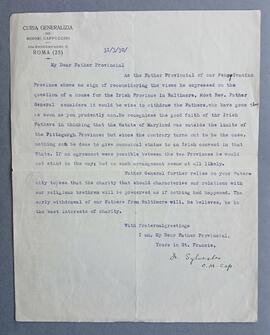 CURIA GENERALIZIA
DEI
MINORI CAPPUCCINI
ROMA (25)
My Dear Father Provincial
As the Father Provincial of our Province
shows no sign of reconsidering the views he expressed on the
question of a house for the Irish Province in Baltimore, Most Rev. Father
General considers it would be wise to withdraw the Fathers who have gone
as soon as you prudently can. He recognises the good faith of the Irish
Fathers in thinking that the State of Maryland was outside the limits of
the Pittsburgh Province but since the contrary turns out to be the case,
nothing can be done to give canonical status to an Irish convent in that
State. If an agreement were possible between the two Provinces he would
not stand in the way but no such arrangement seems at all likely.
Father General further relies on your Paternity
to see that the charity that should characterise our relations with
our religious brethren will be preserved as if nothing had happened. The
early withdrawal of our Fathers from Baltimore will, he believes, be in
the best interests of charity.
With fraternal greetings
I am, My Dear Father Provincial,
Yours in St. Francis,
Fr. Sylvester
O.M. Cap.